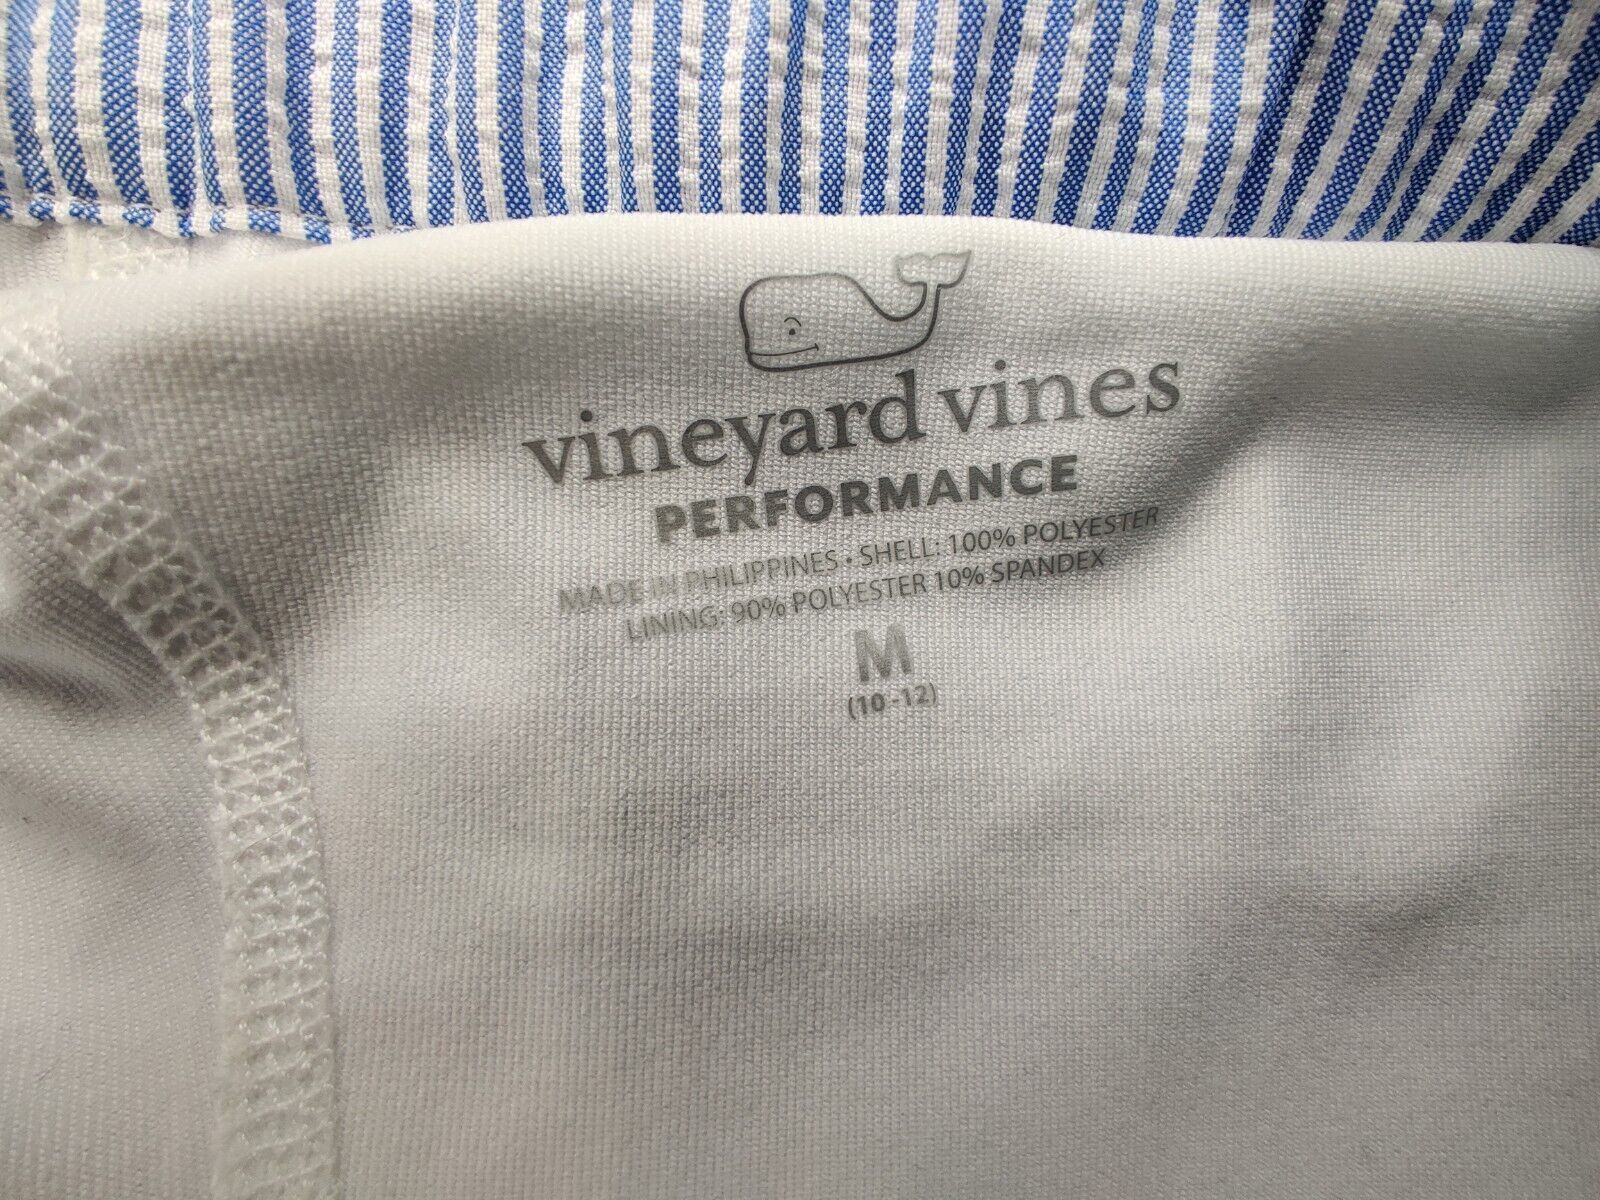 vineyard vines
PERFORMANCE
MADE IN PHILIPPINES • SHELL: 100% POLYESTER
LINING: 90% POLYESTER 10% SPANDEX
M
(10-12)